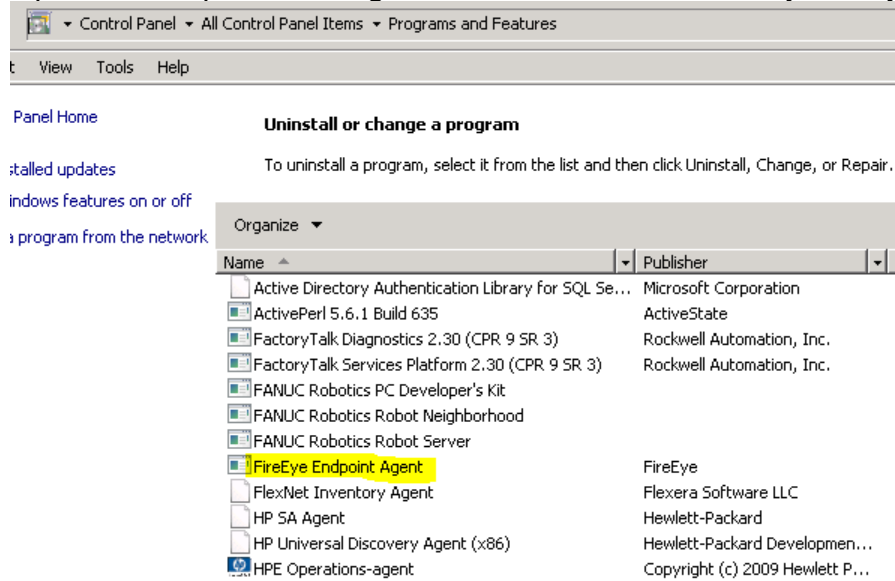 Control Panel ▾ All Control Panel Items ▾ Programs and Features
t View Tools Help
Panel Home
Uninstall or change a program
stalled updates
To uninstall a program, select it from the list and then click Uninstall, Change, or Repair.
indows features on or off
a program from the network
Organize ▼
Name Publisher
Active Directory Authentication Library for SQL Se... Microsoft Corporation
ActivePerl 5.6.1 Build 635 ActiveState
FactoryTalk Diagnostics 2.30 (CPR 9 SR 3) Rockwell Automation, Inc.
FactoryTalk Services Platform 2.30 (CPR 9 SR 3) Rockwell Automation, Inc.
FANUC Robotics PC Developer's Kit
FANUC Robotics Robot Neighborhood
FANUC Robotics Robot Server
FireEye Endpoint Agent FireEye
FlexNet Inventory Agent Flexera Software LLC
HP SA Agent Hewlett-Packard
HP Universal Discovery Agent (x86) Hewlett-Packard Developmen...
HPE Operations-agent Copyright (c) 2009 Hewlett P...